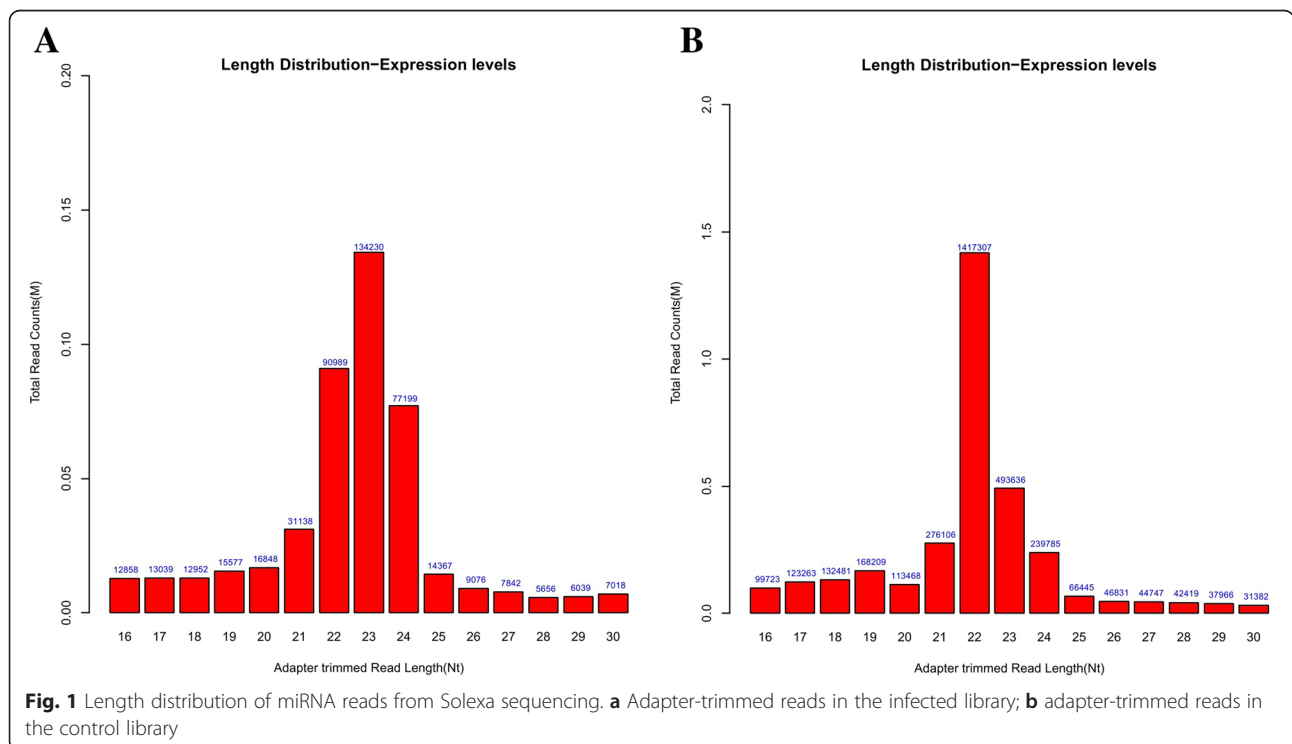 A
Length Distribution−Expression levels
Total Read Counts(M)
0.20
0.15
0.10
0.05
0.00
12858 13039 12952 15577 16848 31138 90989 134230 77199 14367 9076 7842 5656 6039 7018
16 17 18 19 20 21 22 23 24 25 26 27 28 29 30
Adapter trimmed Read Length(Nt)
B
Length Distribution−Expression levels
Total Read Counts(M)
2.0
1.5
1.0
0.5
0.0
99723 123263 132481 168209 113468 276106 1417307 493636 239785 66445 46831 44747 42419 37966 31382
16 17 18 19 20 21 22 23 24 25 26 27 28 29 30
Adapter trimmed Read Length(Nt)
Fig. 1 Length distribution of miRNA reads from Solexa sequencing. a Adapter-trimmed reads in the infected library; b adapter-trimmed reads in
the control library